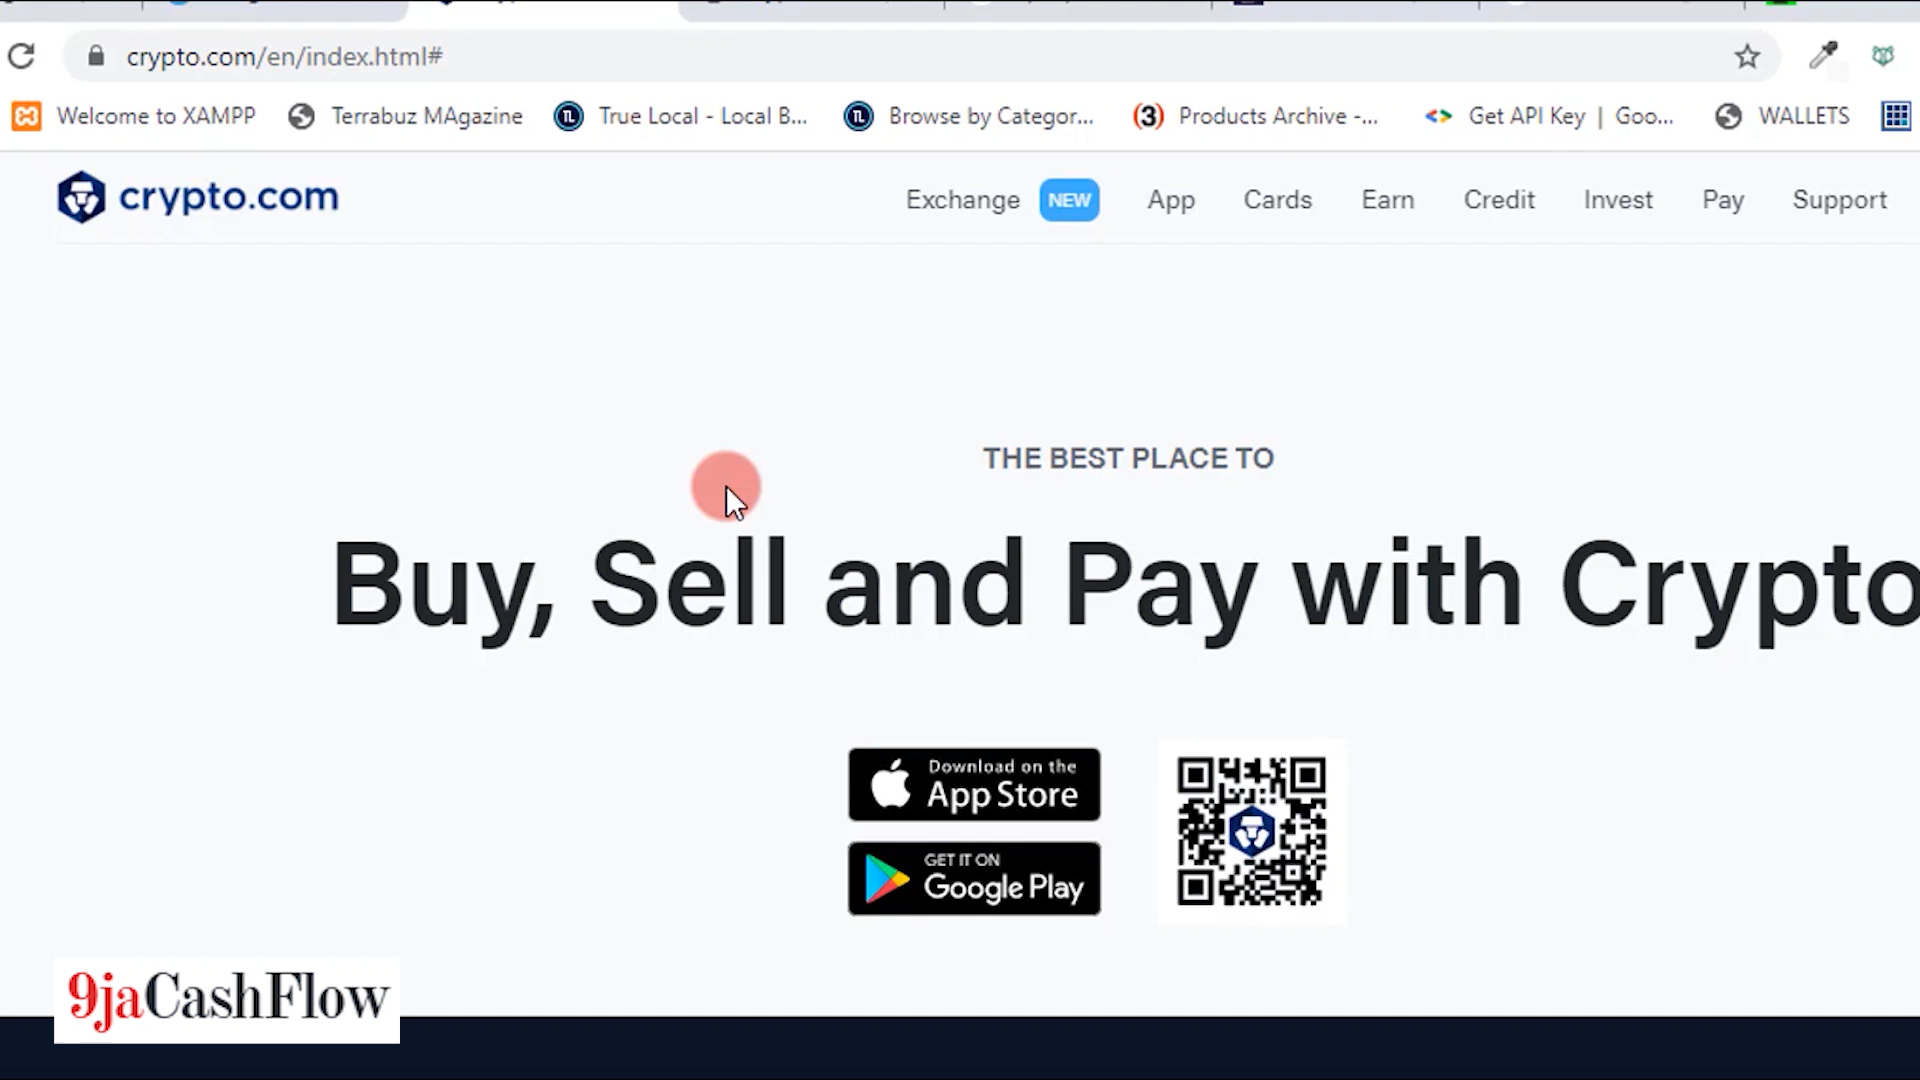 crypto.com/en/index.html#
Welcome to XAMPP Terrabuz MAgazine True Local - Local B... Browse by Categor... (3) Products Archive -... Get API Key | Goo... WALLETS
crypto.com Exchange NEW App Cards Earn Credit Invest Pay Support
THE BEST PLACE TO
Buy, Sell and Pay with Crypto
Download on the
App Store
GET IT ON
Google Play
9jaCashFlow